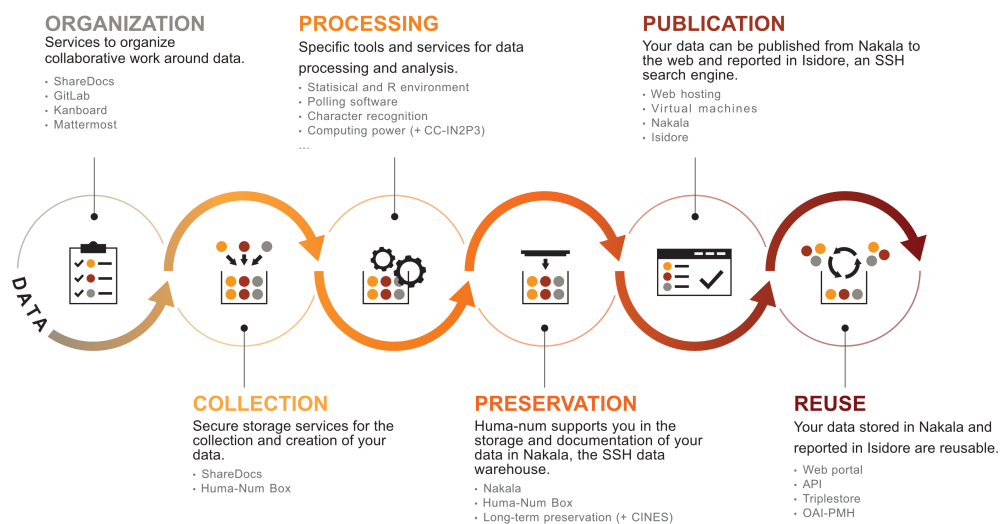 ORGANIZATION
Services to organize
collaborative work around data.
• ShareDocs
• GitLab
• Kanboard
• Mattermost
PROCESSING
Specific tools and services for data
processing and analysis.
• Statisical and R environment
• Polling software
• Character recognition
• Computing power (+ CC-IN2P3)
...
PUBLICATION
Your data can be published from Nakala to
the web and reported in Isidore, an SSH
search engine.
• Web hosting
• Virtual machines
• Nakala
• Isidore
DATA
COLLECTION
Secure storage services for the
collection and creation of your
data.
• ShareDocs
• Huma-Num Box
PRESERVATION
Huma-num supports you in the
storage and documentation of your
data in Nakala, the SSH data
warehouse.
• Nakala
• Huma-Num Box
• Long-term preservation (+ CINES)
REUSE
Your data stored in Nakala and
reported in Isidore are reusable.
• Web portal
• API
• Triplestore
• OAI-PMH